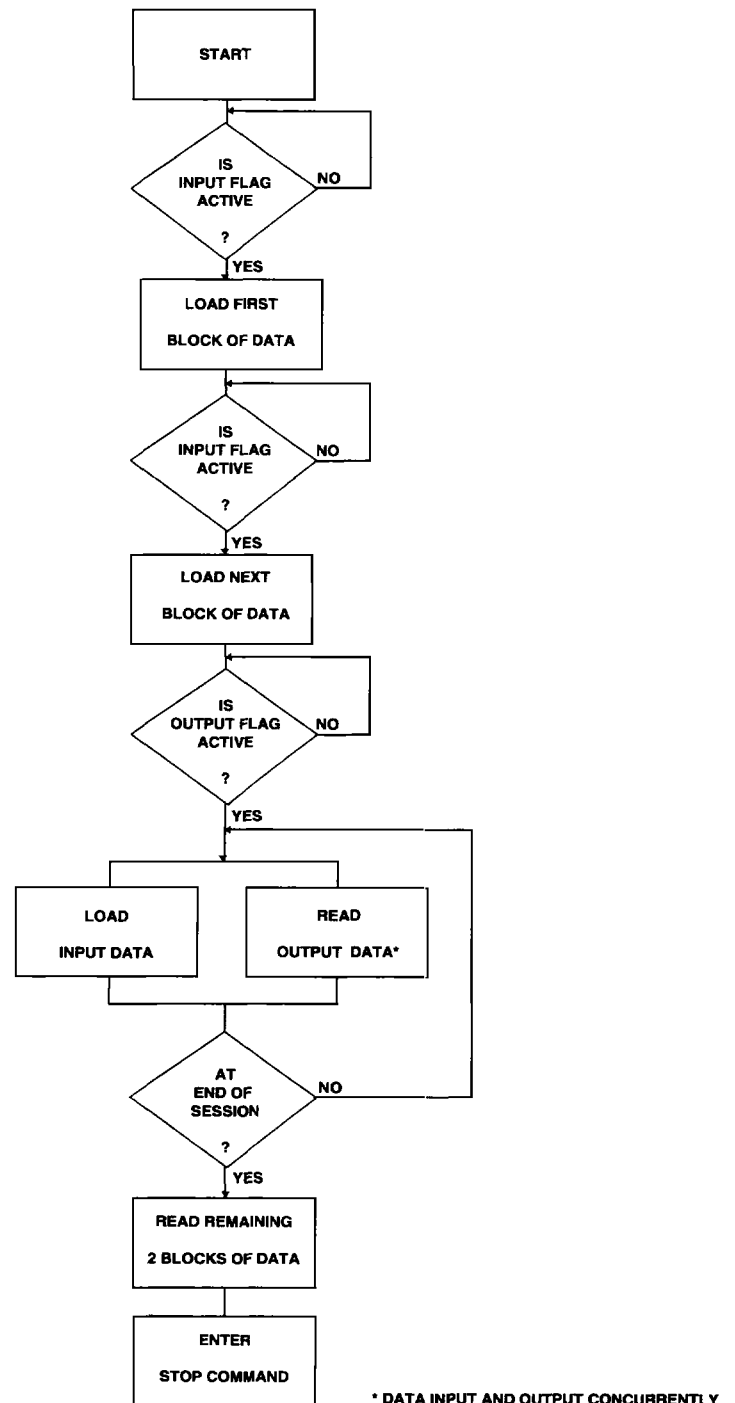 START
IS
INPUT FLAG
ACTIVE
?
NO
YES
LOAD FIRST
BLOCK OF DATA
IS
INPUT FLAG
ACTIVE
?
NO
YES
LOAD NEXT
BLOCK OF DATA
IS
OUTPUT FLAG
ACTIVE
?
NO
YES
LOAD
INPUT DATA
READ
OUTPUT DATA*
AT
END OF
SESSION
?
NO
YES
READ REMAINING
2 BLOCKS OF DATA
ENTER
STOP COMMAND
* DATA INPUT AND OUTPUT CONCURRENTLY